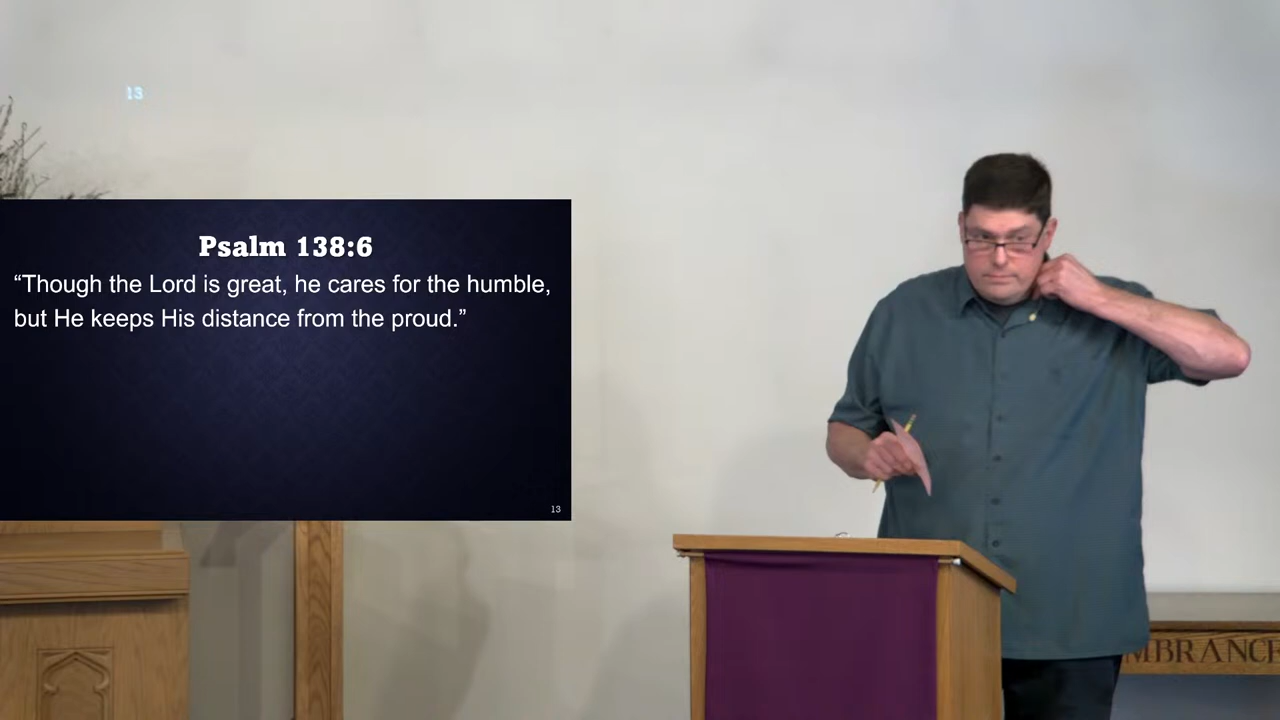 13
Psalm 138:6
“Though the Lord is great, he cares for the humble,
but He keeps His distance from the proud.”
13
MBRANCE